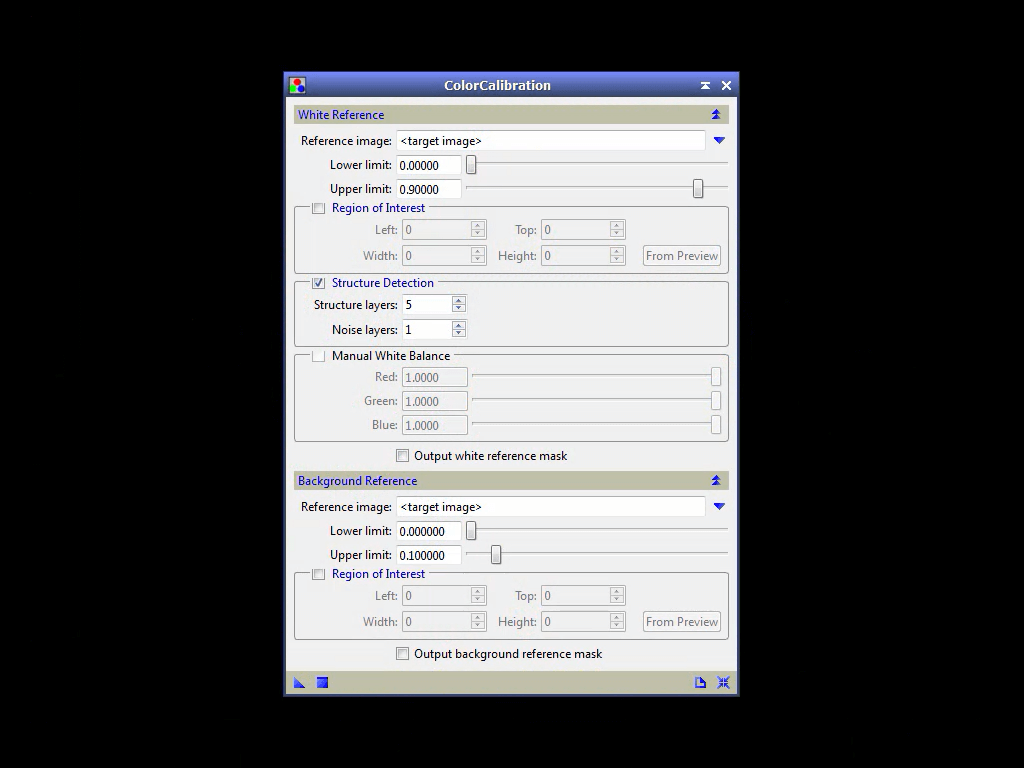 ColorCalibration
White Reference
Reference image: <target image>
Lower limit: 0.00000
Upper limit: 0.90000
Region of Interest
Left: 0 Top: 0
Width: 0 Height: 0 From Preview
Structure Detection
Structure layers: 5
Noise layers: 1
Manual White Balance
Red: 1.0000
Green: 1.0000
Blue: 1.0000
Output white reference mask
Background Reference
Reference image: <target image>
Lower limit: 0.000000
Upper limit: 0.100000
Region of Interest
Left: 0 Top: 0
Width: 0 Height: 0 From Preview
Output background reference mask